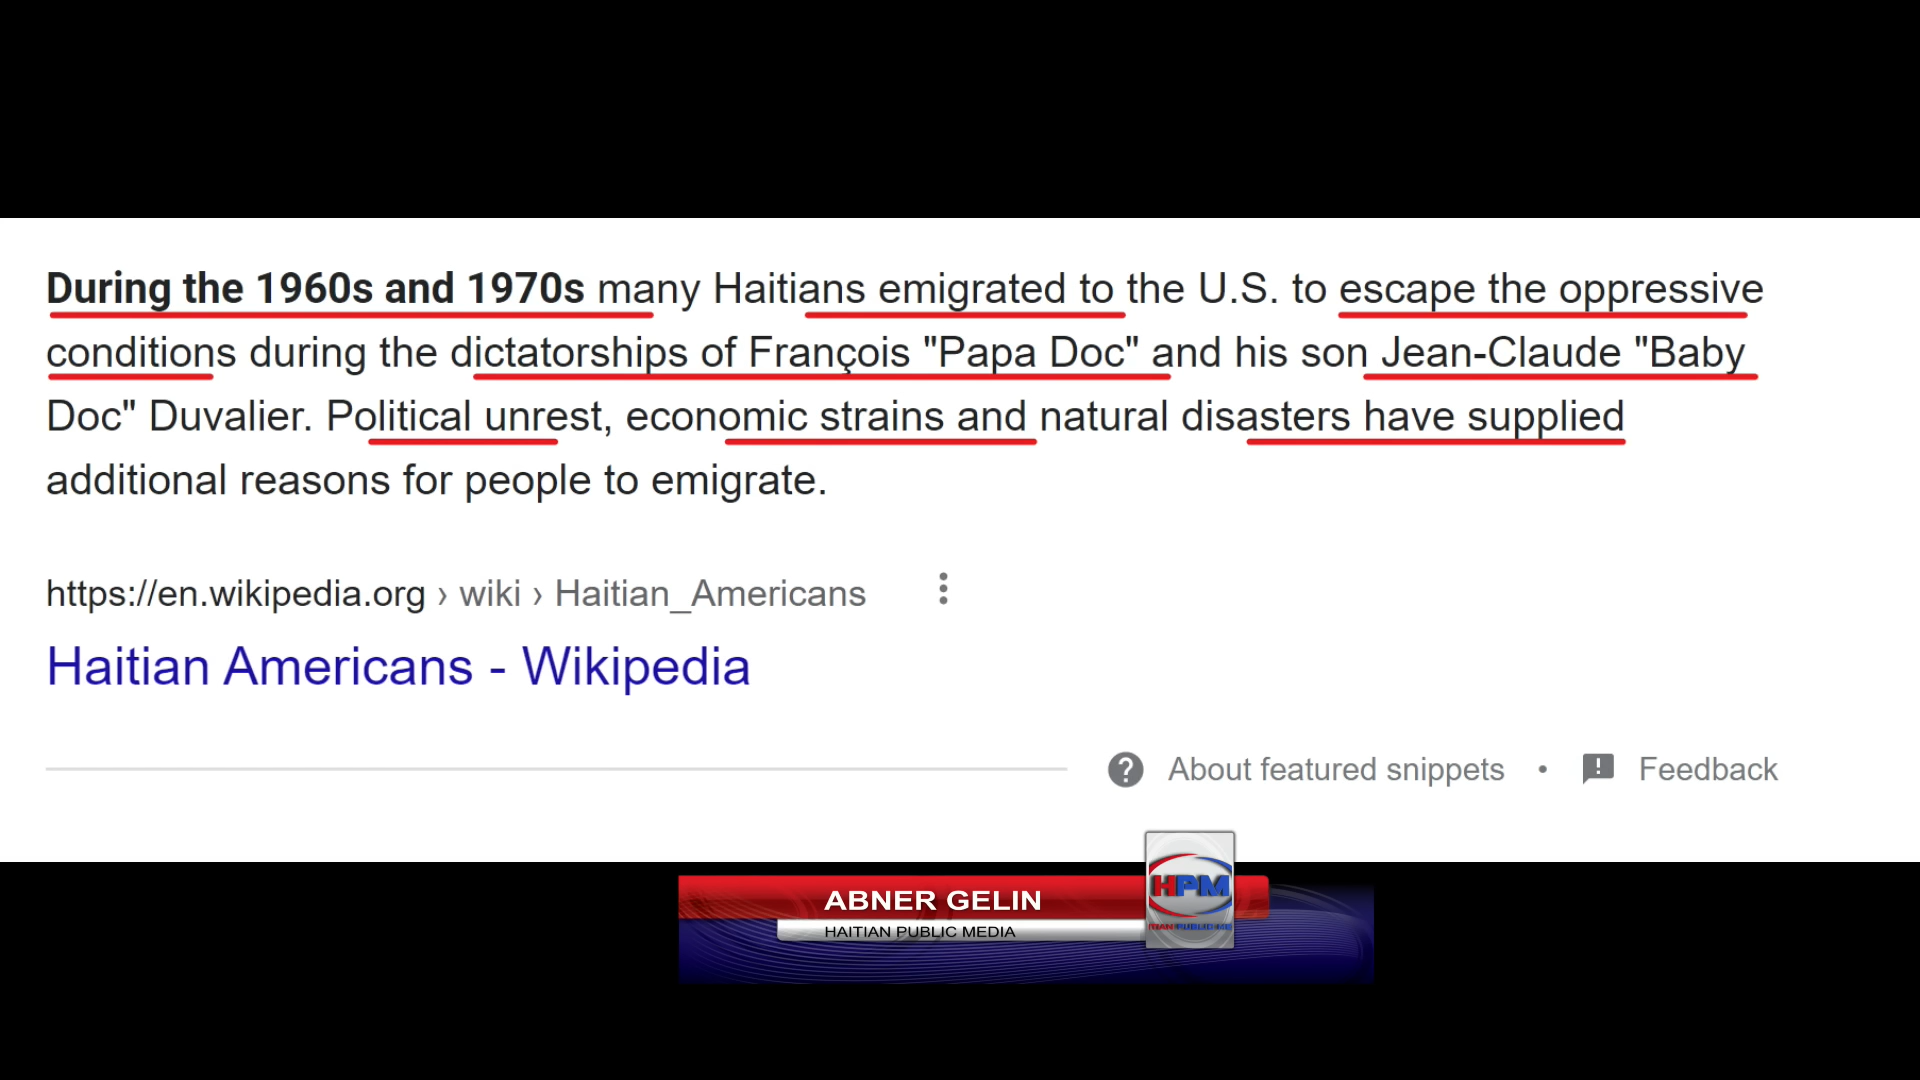 During the 1960s and 1970s many Haitians emigrated to the U.S. to escape the oppressive
conditions during the dictatorships of François "Papa Doc" and his son Jean-Claude "Baby
Doc" Duvalier. Political unrest, economic strains and natural disasters have supplied
additional reasons for people to emigrate.
https://en.wikipedia.org › wiki › Haitian_Americans
Haitian Americans - Wikipedia
About featured snippets • Feedback
ABNER GELIN
HAITIAN PUBLIC MEDIA
HPM